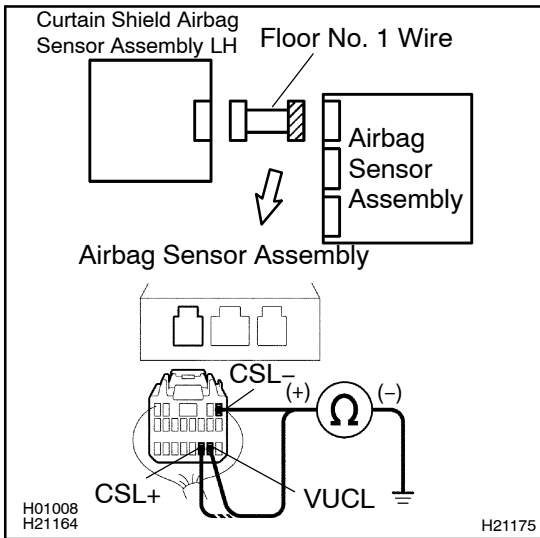 Curtain Shield Airbag
Sensor Assembly LH
Floor No. 1 Wire
Airbag
Sensor
Assembly
Airbag Sensor Assembly
CSL−
(+)
Ω
(−)
CSL+
VUCL
H01008
H21164
H21175